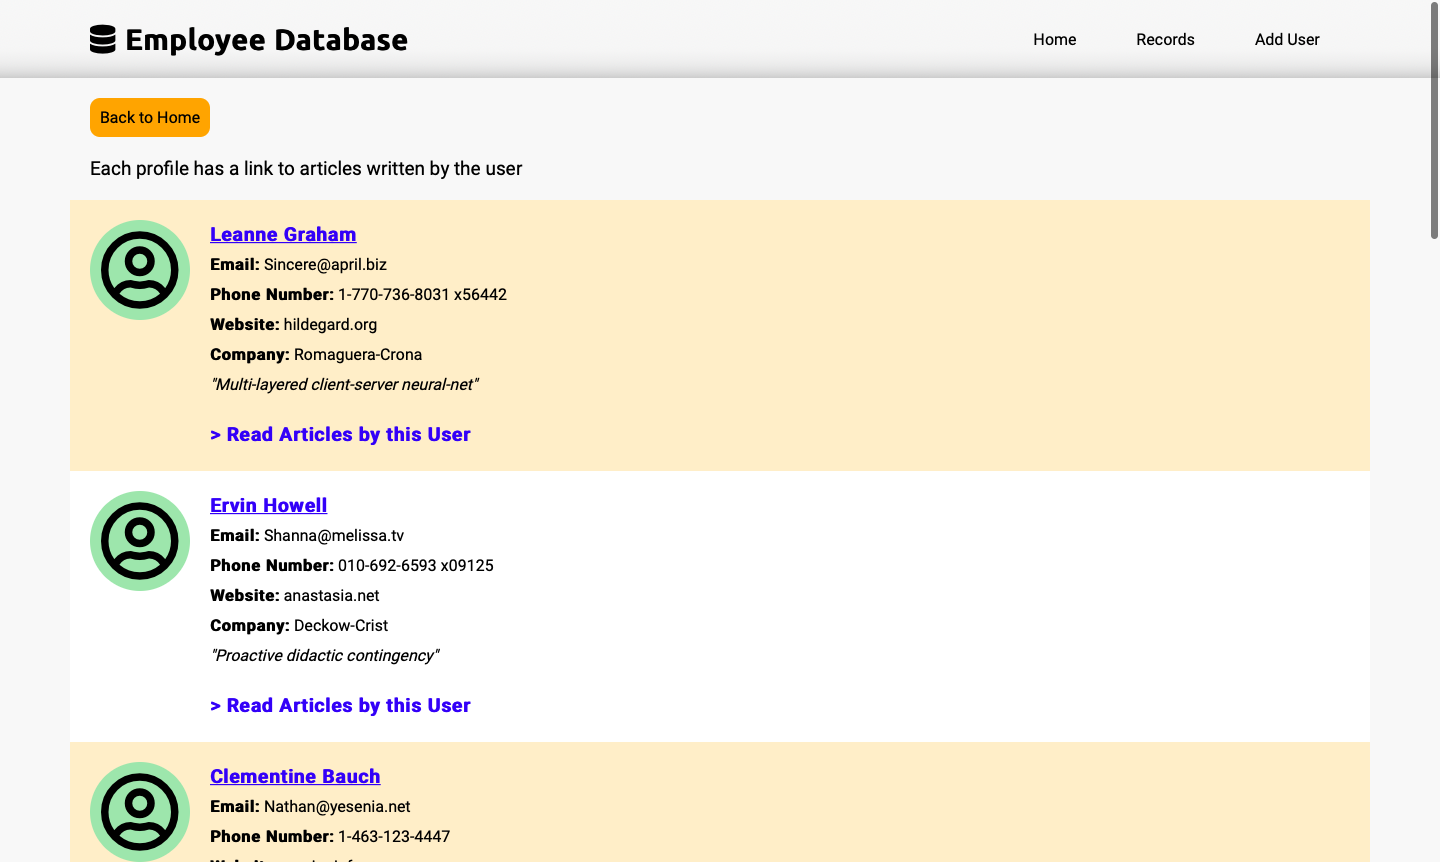 Employee Database
Home
Records
Add User
Back to Home
Each profile has a link to articles written by the user
Leanne Graham
Email: Sincere@april.biz
Phone Number: 1-770-736-8031 x56442
Website: hildegard.org
Company: Romaguera-Crona
"Multi-layered client-server neural-net"
> Read Articles by this User
Ervin Howell
Email: Shanna@melissa.tv
Phone Number: 010-692-6593 x09125
Website: anastasia.net
Company: Deckow-Crist
"Proactive didactic contingency"
> Read Articles by this User
Clementine Bauch
Email: Nathan@yesenia.net
Phone Number: 1-463-123-4447